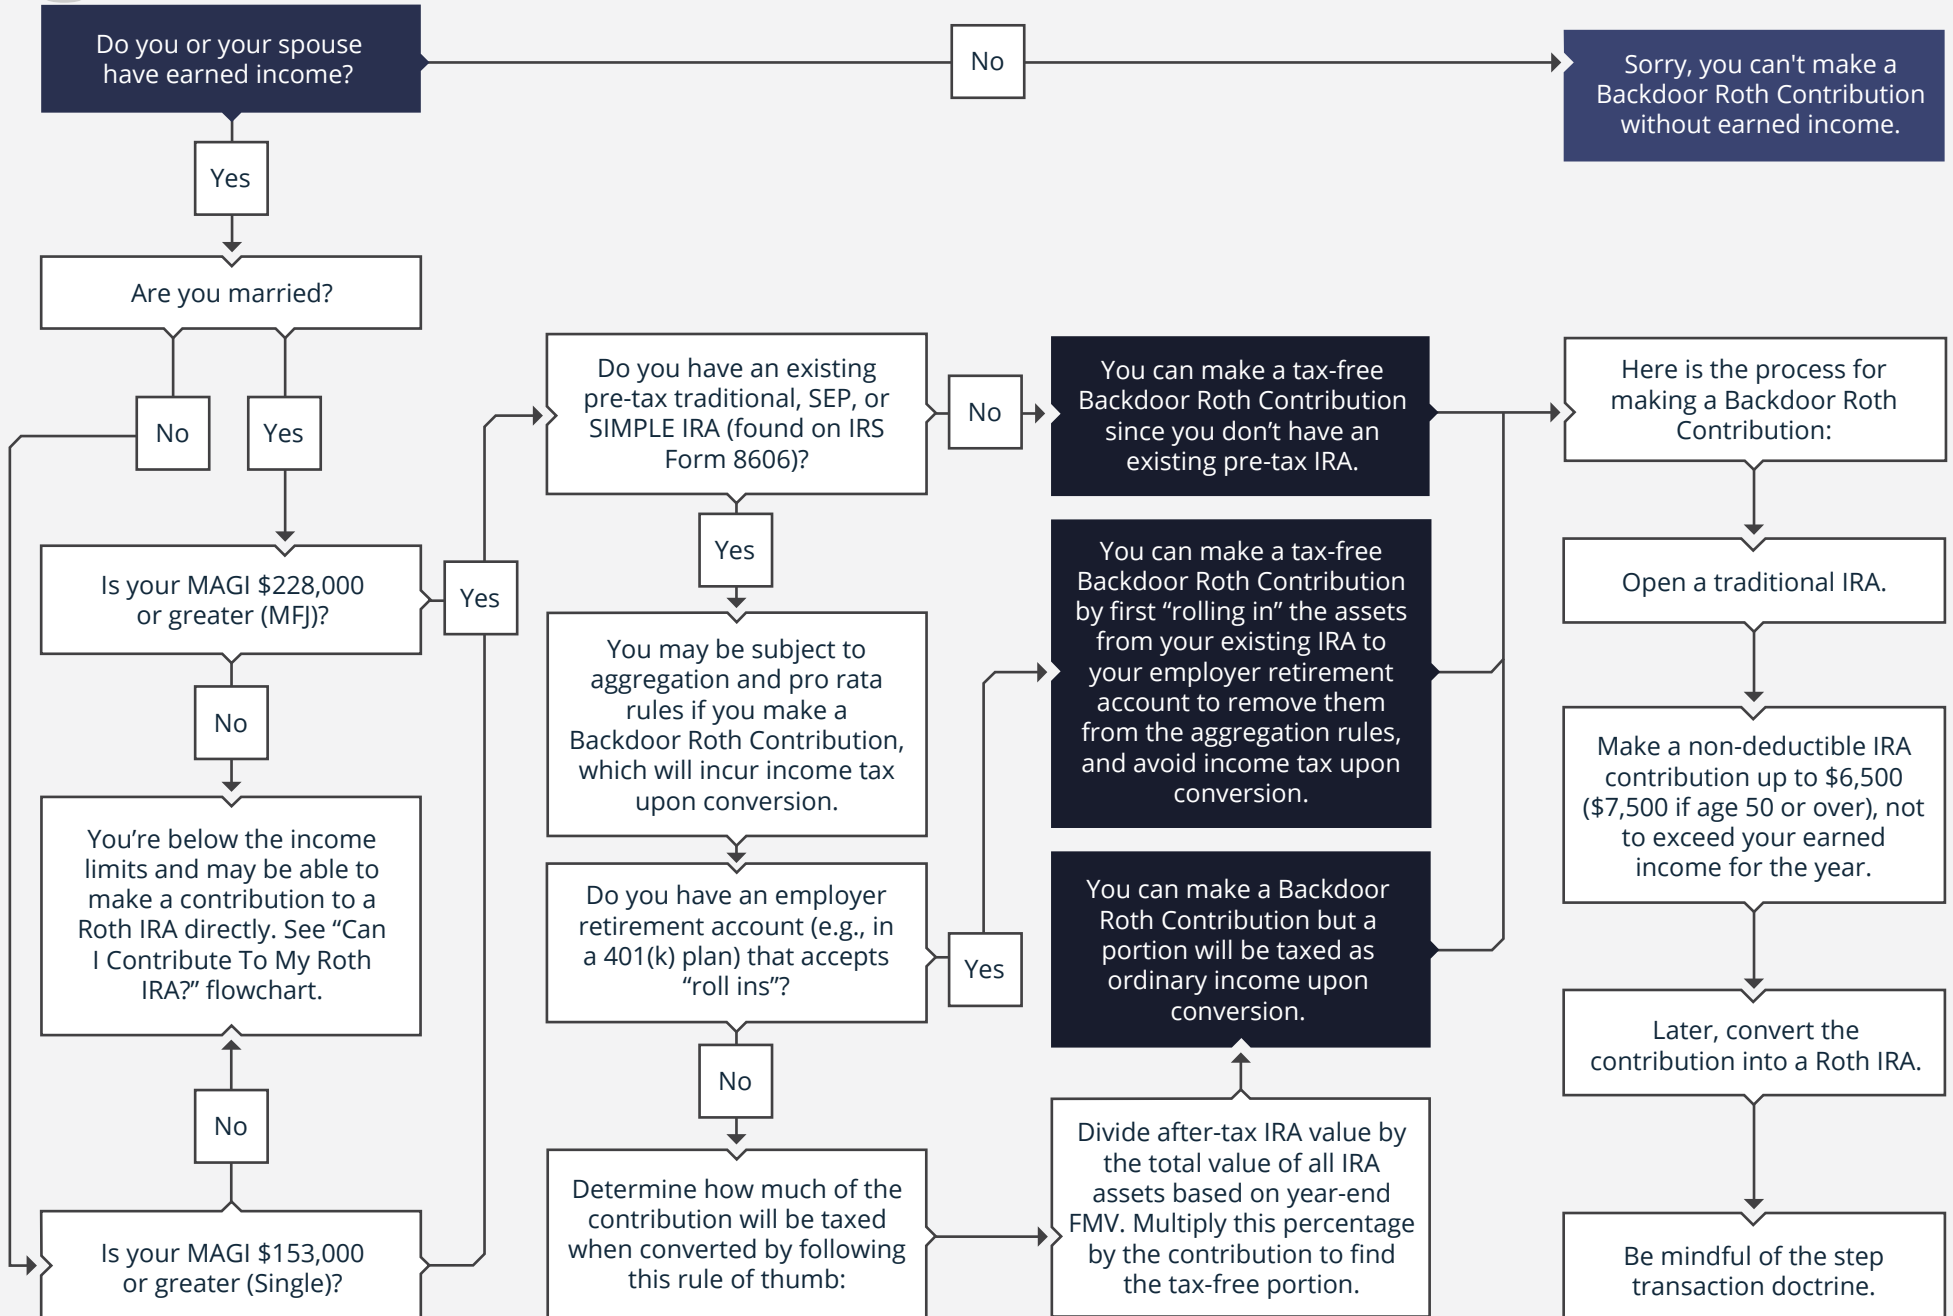 Do you or your spouse
have earned income?
No
Sorry, you can't make a
Backdoor Roth Contribution
without earned income.
Yes
Are you married?
No
Yes
Is your MAGI $228,000
or greater (MFJ)?
Yes
No
You’re below the income
limits and may be able to
make a contribution to a
Roth IRA directly. See “Can
I Contribute To My Roth
IRA?” flowchart.
No
Is your MAGI $153,000
or greater (Single)?
Do you have an existing
pre-tax traditional, SEP, or
SIMPLE IRA (found on IRS
Form 8606)?
No
Yes
You may be subject to
aggregation and pro rata
rules if you make a
Backdoor Roth Contribution,
which will incur income tax
upon conversion.
Do you have an employer
retirement account (e.g., in
a 401(k) plan) that accepts
“roll ins”?
Yes
No
Determine how much of the
contribution will be taxed
when converted by following
this rule of thumb:
You can make a tax-free
Backdoor Roth Contribution
since you don’t have an
existing pre-tax IRA.
You can make a tax-free
Backdoor Roth Contribution
by first “rolling in” the assets
from your existing IRA to
your employer retirement
account to remove them
from the aggregation rules,
and avoid income tax upon
conversion.
You can make a Backdoor
Roth Contribution but a
portion will be taxed as
ordinary income upon
conversion.
Divide after-tax IRA value by
the total value of all IRA
assets based on year-end
FMV. Multiply this percentage
by the contribution to find
the tax-free portion.
Here is the process for
making a Backdoor Roth
Contribution:
Open a traditional IRA.
Make a non-deductible IRA
contribution up to $6,500
($7,500 if age 50 or over), not
to exceed your earned
income for the year.
Later, convert the
contribution into a Roth IRA.
Be mindful of the step
transaction doctrine.